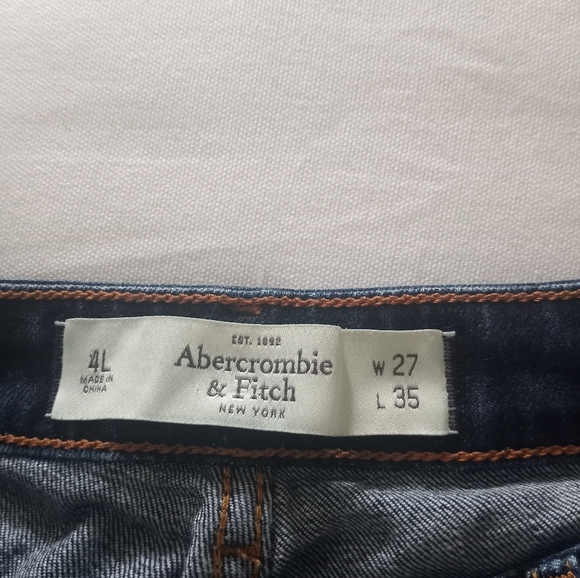 4L
MADE IN
CHINA
EST. 1892
Abercrombie
& Fitch
NEW YORK
W 27
L 35